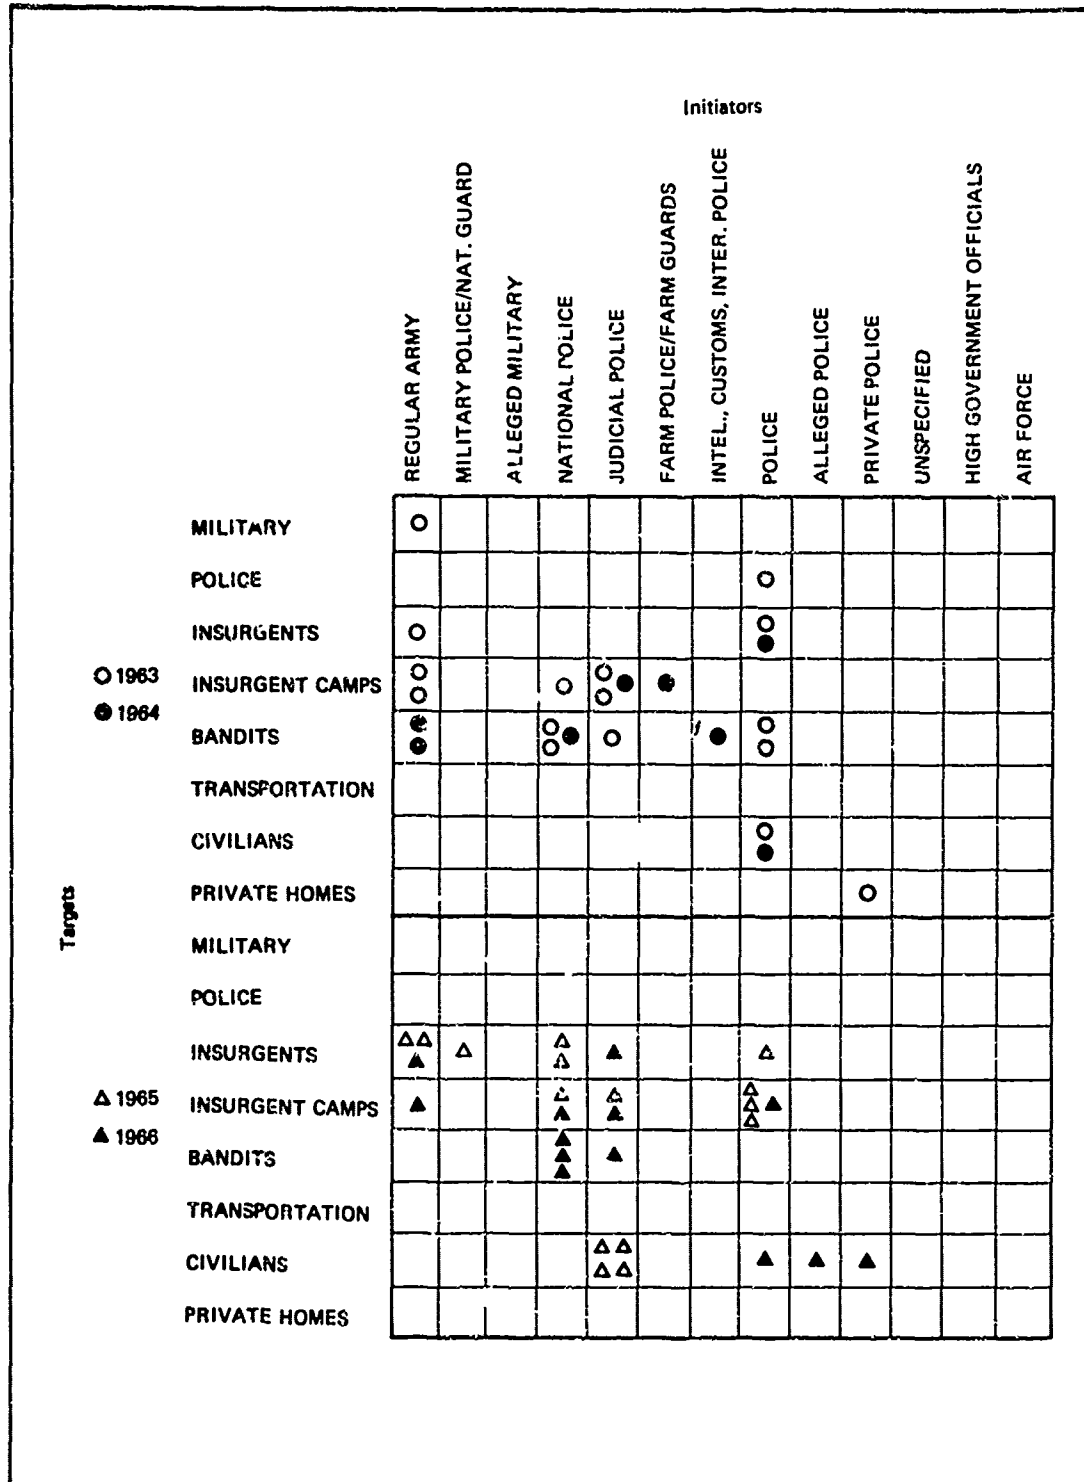 Initiators
REGULAR ARMY
MILITARY POLICE/NAT. GUARD
ALLEGED MILITARY
NATIONAL POLICE
JUDICIAL POLICE
FARM POLICE/FARM GUARDS
INTEL., CUSTOMS, INTER. POLICE
POLICE
ALLEGED POLICE
PRIVATE POLICE
UNSPECIFIED
HIGH GOVERNMENT OFFICIALS
AIR FORCE
Targets
MILITARY
POLICE
INSURGENTS
1963
INSURGENT CAMPS
1964
BANDITS
TRANSPORTATION
CIVILIANS
PRIVATE HOMES
MILITARY
POLICE
INSURGENTS
1965
INSURGENT CAMPS
1966
BANDITS
TRANSPORTATION
CIVILIANS
PRIVATE HOMES